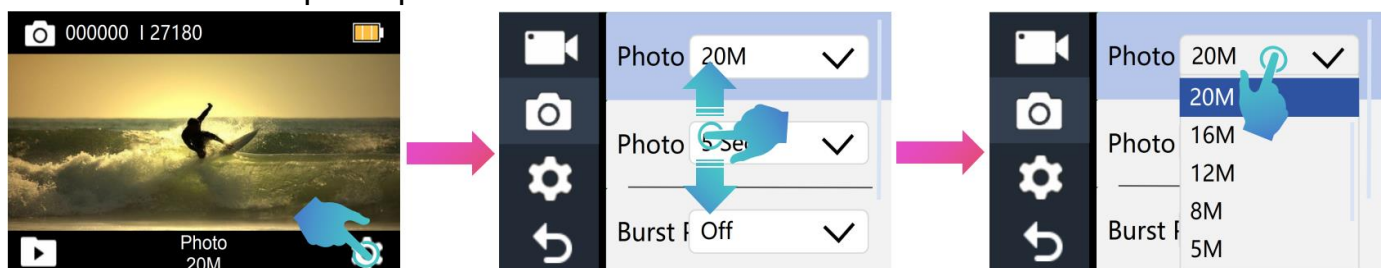 000000 | 27180
Photo
20M
Photo 20M
Photo 5 Sec
Burst Off
Photo 20M
20M
16M
Photo
12M
8M
Burst
5M